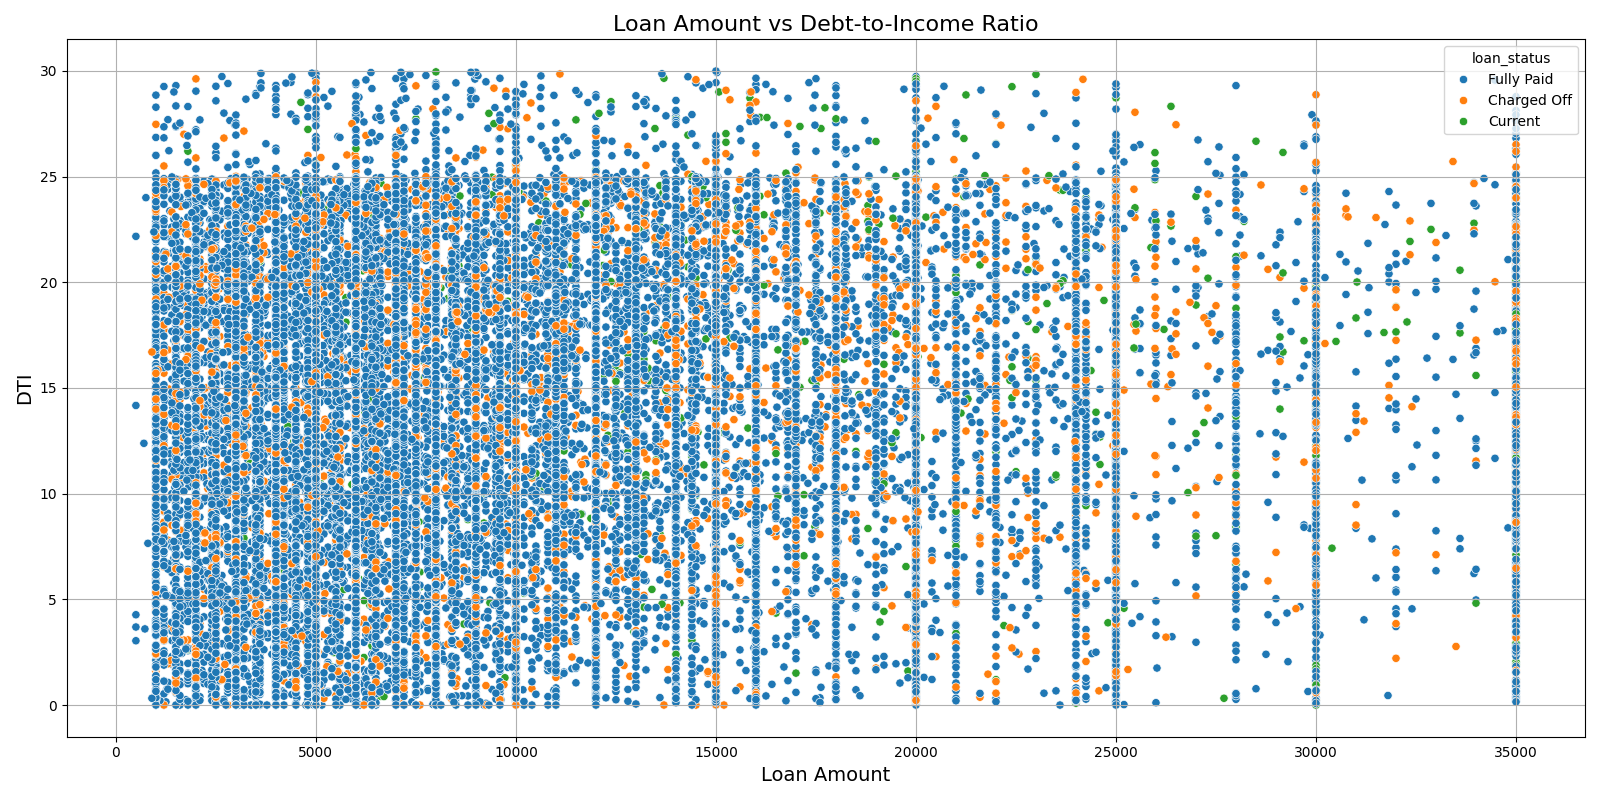 Loan Amount vs Debt-to-Income Ratio
loan_status
Fully Paid
Charged Off
Current
DTI
30
25
20
15
10
5
0
0 5000 10000 15000 20000 25000 30000 35000
Loan Amount